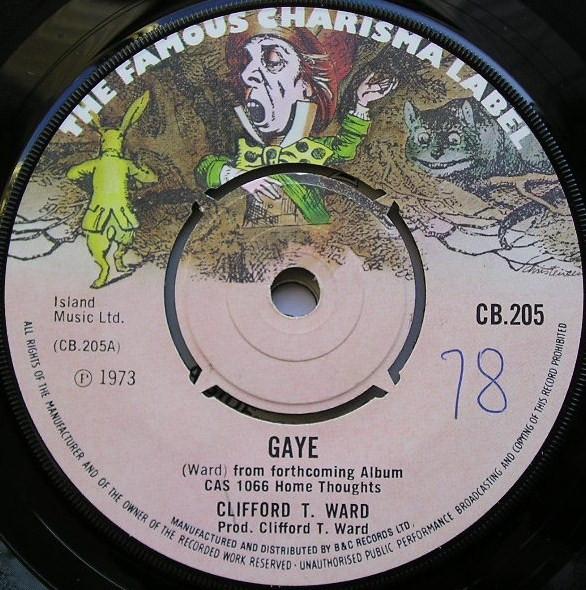 THE FAMOUS CHARISMA LABEL
Christensen
Island
Music Ltd.
(CB.205A)
Ⓟ 1973
CB.205
78
GAYE
(Ward) from forthcoming Album
CAS 1066 Home Thoughts
CLIFFORD T. WARD
Prod. Clifford T. Ward
MANUFACTURED AND DISTRIBUTED BY B&C RECORDS LTD,
ALL RIGHTS OF THE MANUFACTURER AND OF THE OWNER OF THE RECORDED WORK RESERVED · UNAUTHORISED PUBLIC PERFORMANCE BROADCASTING AND COPYING OF THIS RECORD PROHIBITED